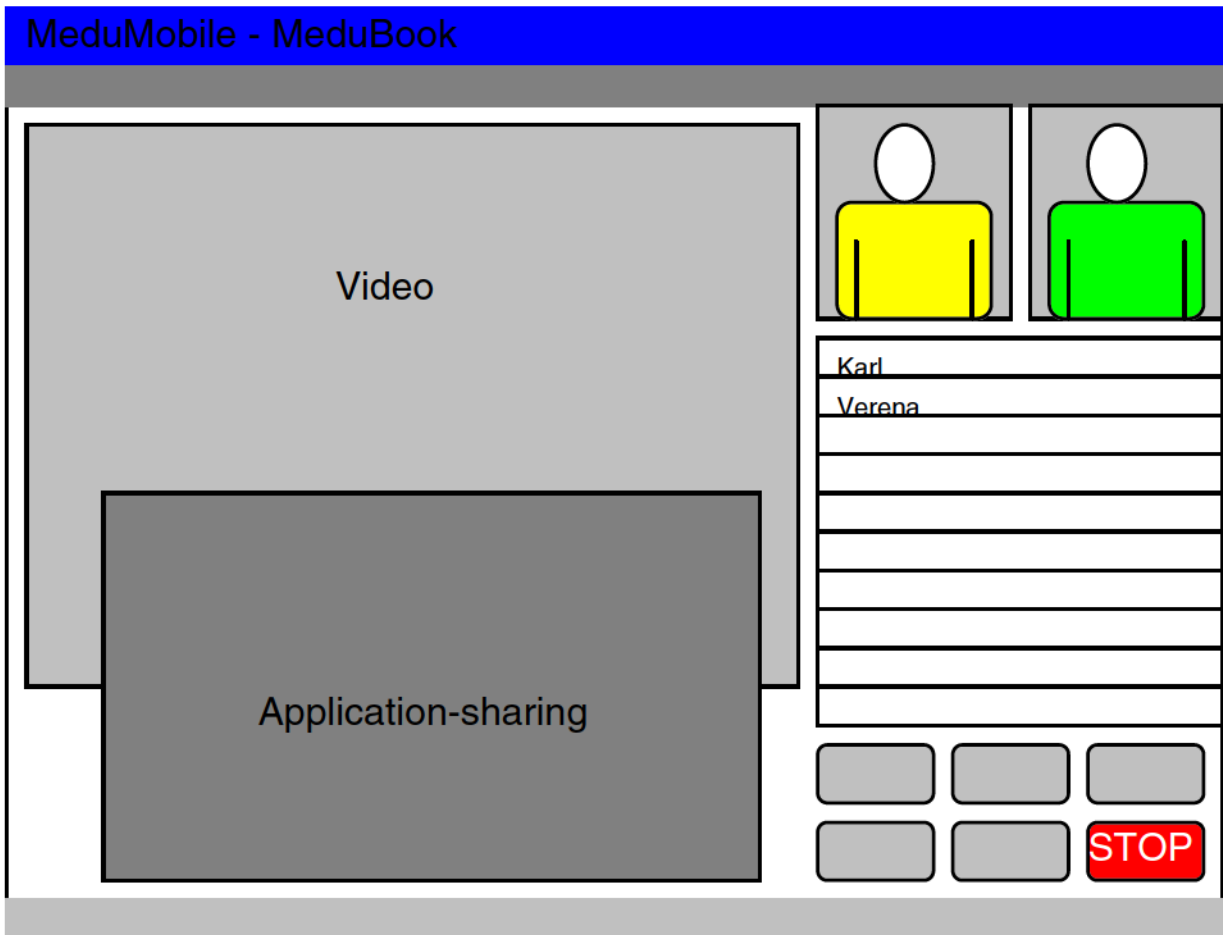 MeduMobile - MeduBook
Video
Karl
Verena
Application-sharing
STOP